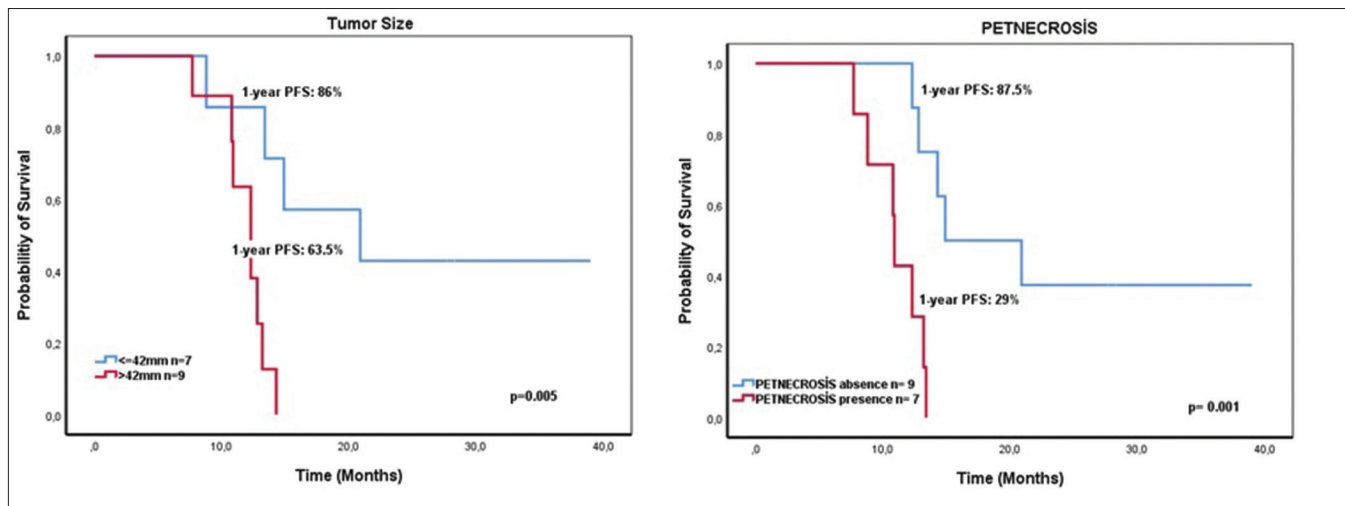 Tumor Size
1,0
0,8
0,6
0,4
0,2
0,0
Probabilitiy of Survival
1-year PFS: 86%
1-year PFS: 63.5%
<=42mm n=7
>42mm n=9
p=0.005
,0
10,0
20,0
30,0
40,0
Time (Months)
PETNECROSİS
1,0
0,8
0,6
0,4
0,2
0,0
Probability of Survival
1-year PFS: 87.5%
1-year PFS: 29%
PETNECROSİS absence n= 9
PETNECROSİS presence n= 7
p= 0.001
,0
10,0
20,0
30,0
40,0
Time (Months)